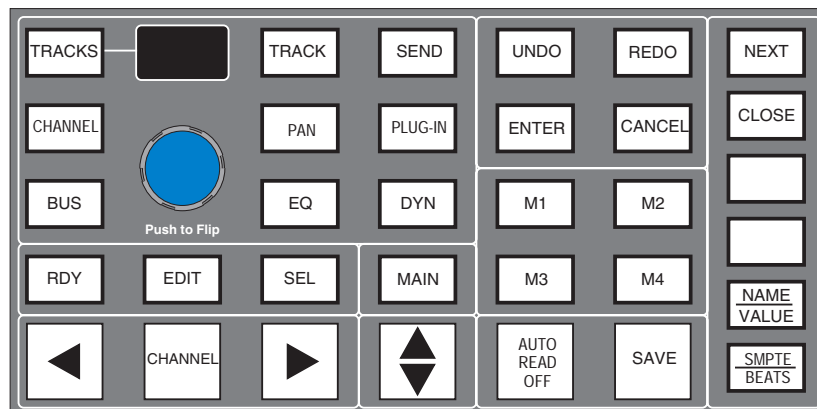 TRACKS
TRACK
SEND
UNDO
REDO
NEXT
CHANNEL
PAN
PLUG-IN
ENTER
CANCEL
CLOSE
BUS
Push to Flip
EQ
DYN
M1
M2
RDY
EDIT
SEL
MAIN
M3
M4
NAME
VALUE
CHANNEL
AUTO
READ
OFF
SAVE
SMPTE
BEATS